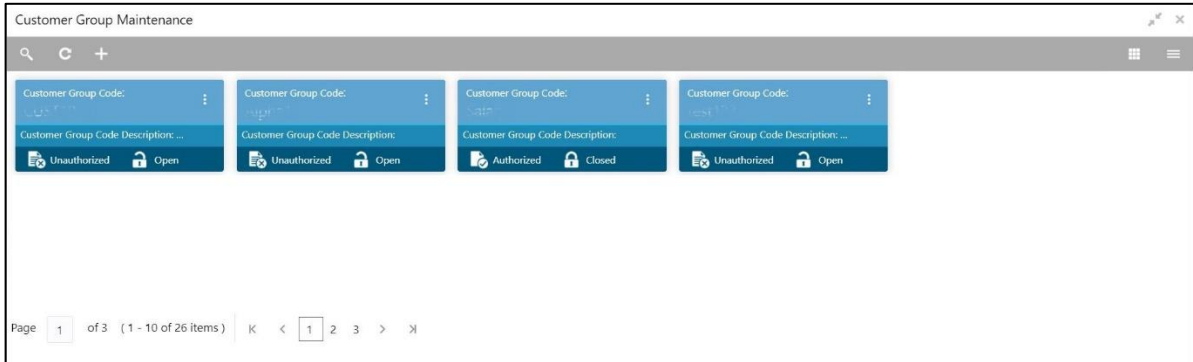 Customer Group Maintenance
Customer Group Code: Customer Group Code: Customer Group Code: Customer Group Code:
Customer Group Code Description: ... Customer Group Code Description: Customer Group Code Description: Customer Group Code Description: ...
Unauthorized Open Unauthorized Open Authorized Closed Unauthorized Open
Page 1 of 3 ( 1 - 10 of 26 items ) 1 2 3